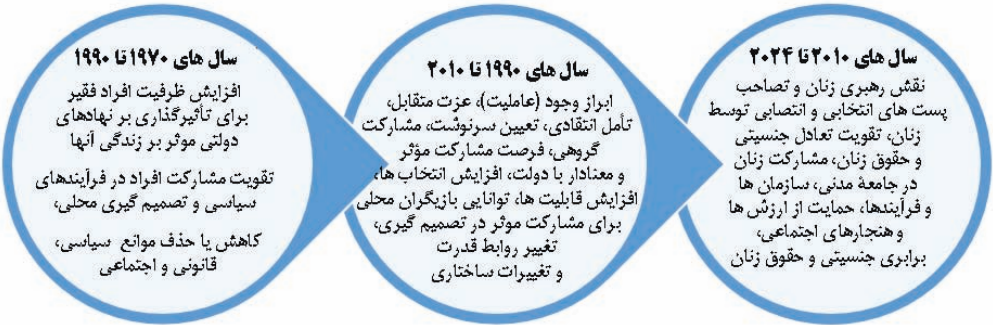 سال های ۱۹۷۰ تا ۱۹۹۰
افزایش ظرفیت افراد فقیر
برای تأثیرگذاری بر نهادهای
دولتی موثر بر زندگی آنها
تقویت مشارکت افراد در فرآیندهای
سیاسی و تصمیم گیری محلی،
کاهش یا حذف موانع سیاسی،
قانونی و اجتماعی
سال های ۱۹۹۰ تا ۲۰۱۰
ابراز وجود (عاملیت)، عزت متقابل،
تأمل انتقادی، تعیین سرنوشت، مشارکت
گروهی، فرصت مشارکت مؤثر
و معنادار با دولت، افزایش انتخاب ها،
افزایش قابلیت ها، توانایی بازیگران محلی
برای مشارکت موثر در تصمیم گیری،
تغییر روابط قدرت
و تغییرات ساختاری
سال های ۲۰۱۰ تا ۲۰۲۴
نقش رهبری زنان و تصاحب
پست های انتخابی و انتصابی توسط
زنان، تقویت تعادل جنسیتی
و حقوق زنان، مشارکت زنان
در جامعۀ مدنی، سازمان ها
و فرآیندها، حمایت از ارزش ها
و هنجارهای اجتماعی،
برابری جنسیتی و حقوق زنان